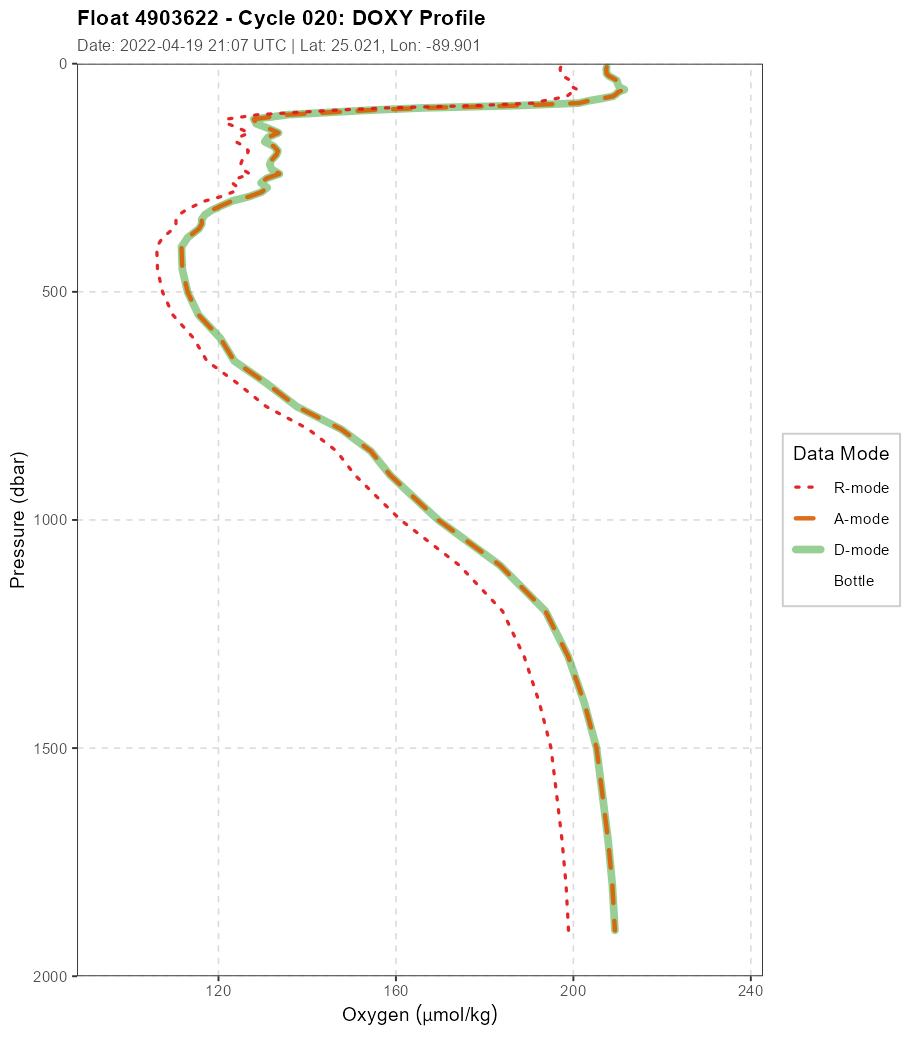 Float 4903622 - Cycle 020: DOXY Profile
Date: 2022-04-19 21:07 UTC | Lat: 25.021, Lon: -89.901
0
500
1000
1500
2000
Pressure (dbar)
120
160
200
240
Oxygen (μmol/kg)
Data Mode
R-mode
A-mode
D-mode
Bottle